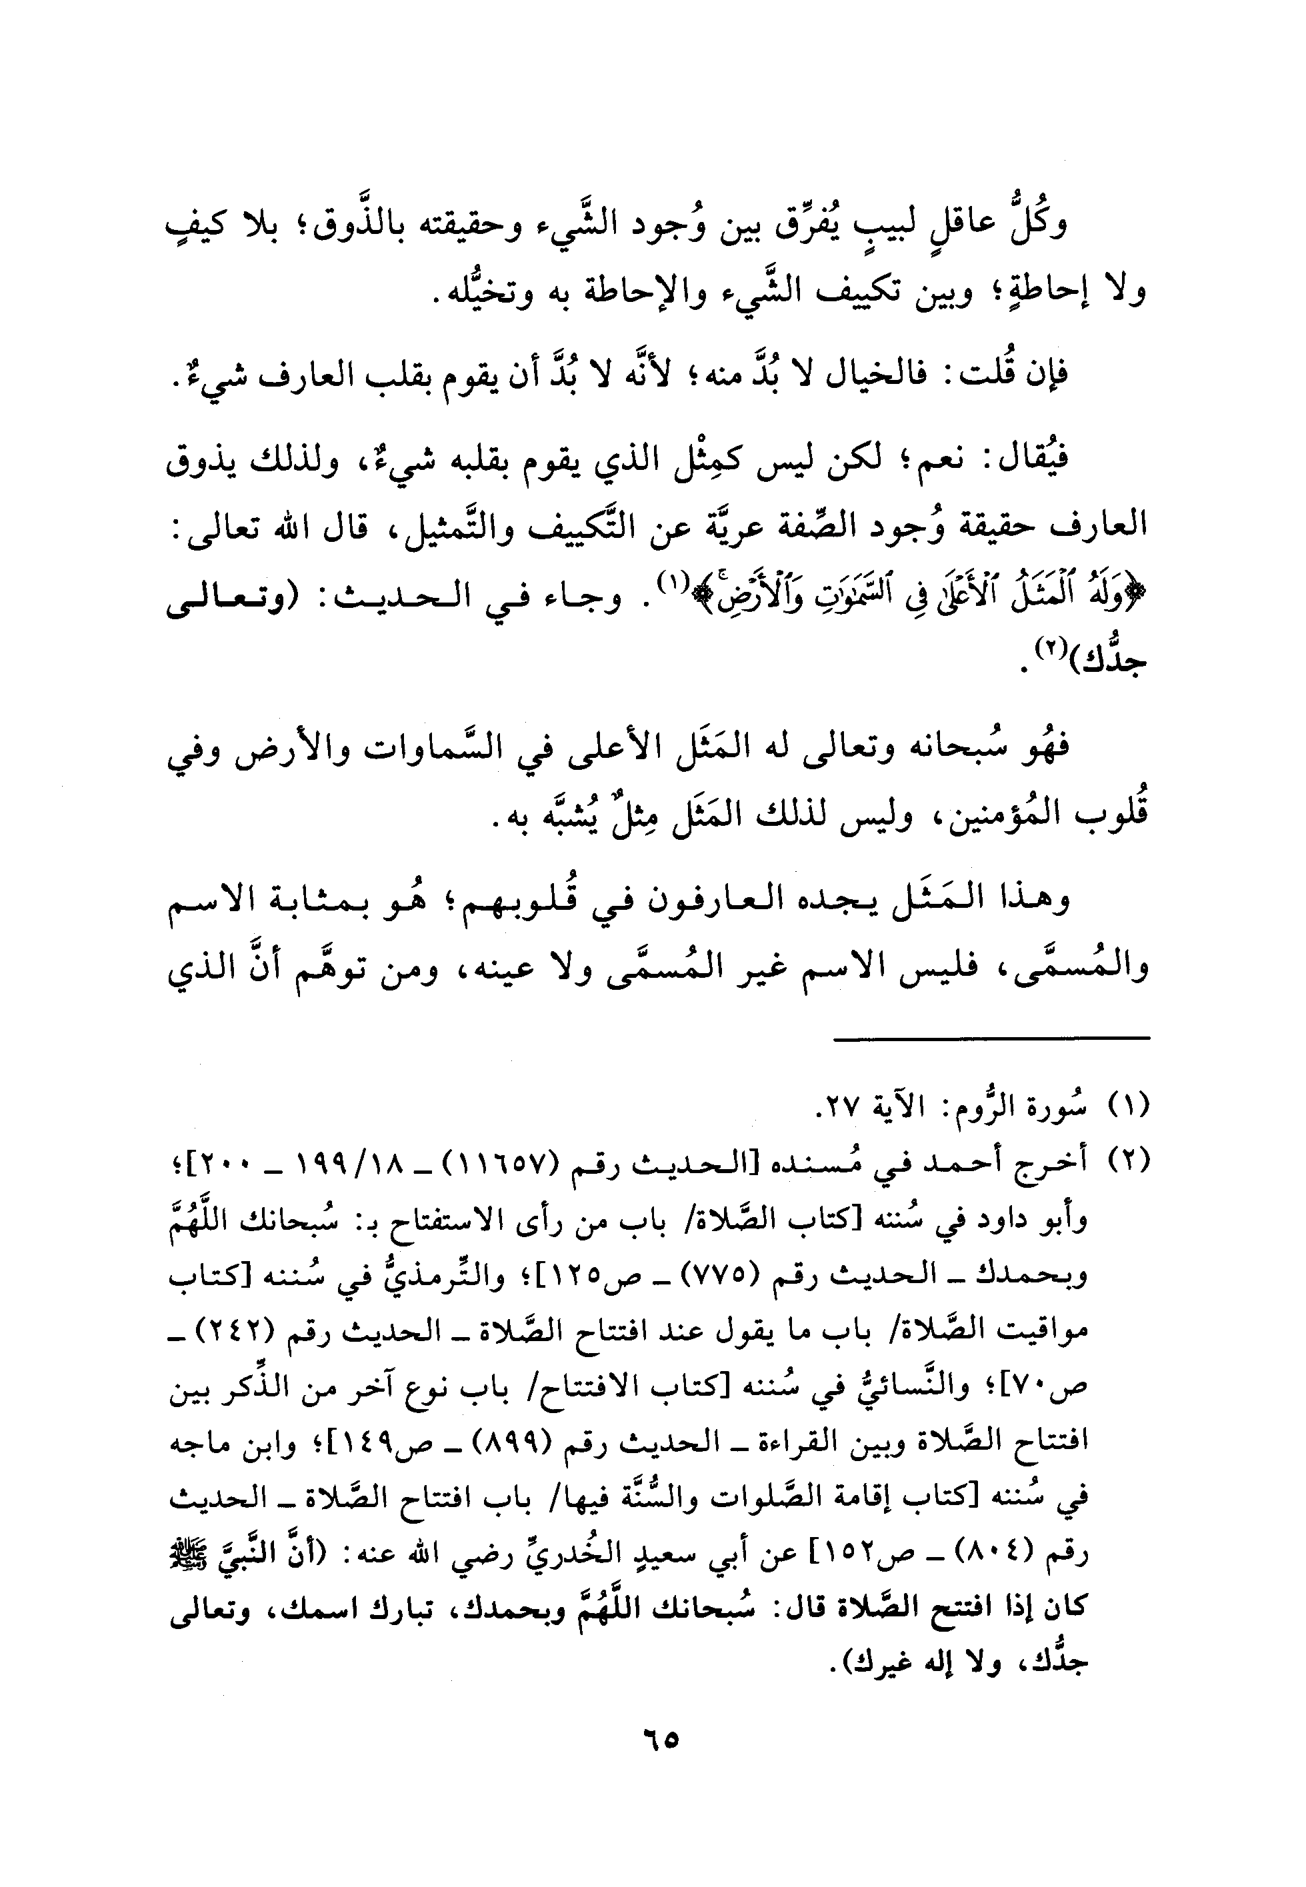 وكُلُّ عاقلٍ لبيبٍ يُفرِّق بين وُجود الشَّيء وحقيقته بالذَّوق؛ بلا كيفٍ
ولا إحاطةٍ؛ وبين تكييف الشَّيء والإحاطة به وتخيُّله.
فإن قُلت: فالخيال لا بُدَّ منه؛ لأنَّه لا بُدَّ أن يقوم بقلب العارف شيءٌ.
فيُقال: نعم؛ لكن ليس كمِثْل الذي يقوم بقلبه شيءٌ، ولذلك يذوق
العارف حقيقة وُجود الصِّفة عريَّة عن التَّكييف والتَّمثيل، قال الله تعالى:
﴿وَلَهُ ٱلْمَثَلُ ٱلْأَعْلَىٰ فِى ٱلسَّمَٰوَٰتِ وَٱلْأَرْضِ ۚ﴾(١). وجاء في الحديث: (وتعالى
جدُّك)(٢).
فهُو سُبحانه وتعالى له المَثَل الأعلى في السَّماوات والأرض وفي
قُلوب المُؤمنين، وليس لذلك المَثَل مِثلٌ يُشبَّه به.
وهذا المَثَل يجده العارفون في قُلوبهم؛ هُو بمثابة الاسم
والمُسمَّى، فليس الاسم غير المُسمَّى ولا عينه، ومن توهَّم أنَّ الذي
(١) سُورة الرُّوم: الآية ٢٧.
(٢) أخرج أحمد في مُسنده [الحديث رقم (١١٦٥٧) ـ ١٩٩/١٨ ـ ٢٠٠]؛
وأبو داود في سُننه [كتاب الصَّلاة/ باب من رأى الاستفتاح بـ: سُبحانك اللَّهُمَّ
وبحمدك ـ الحديث رقم (٧٧٥) ـ ص١٢٥]؛ والتِّرمذيُّ في سُننه [كتاب
مواقيت الصَّلاة/ باب ما يقول عند افتتاح الصَّلاة ـ الحديث رقم (٢٤٢) ـ
ص٧٠]؛ والنَّسائيُّ في سُننه [كتاب الافتتاح/ باب نوع آخر من الذِّكر بين
افتتاح الصَّلاة وبين القراءة ـ الحديث رقم (٨٩٩) ـ ص١٤٩]؛ وابن ماجه
في سُننه [كتاب إقامة الصَّلوات والسُّنَّة فيها/ باب افتتاح الصَّلاة ـ الحديث
رقم (٨٠٤) ـ ص١٥٢] عن أبي سعيدٍ الخُدريِّ رضي الله عنه: (أنَّ النَّبيَّ ﷺ
كان إذا افتتح الصَّلاة قال: سُبحانك اللَّهُمَّ وبحمدك، تبارك اسمك، وتعالى
جدُّك، ولا إله غيرك).
٦٥